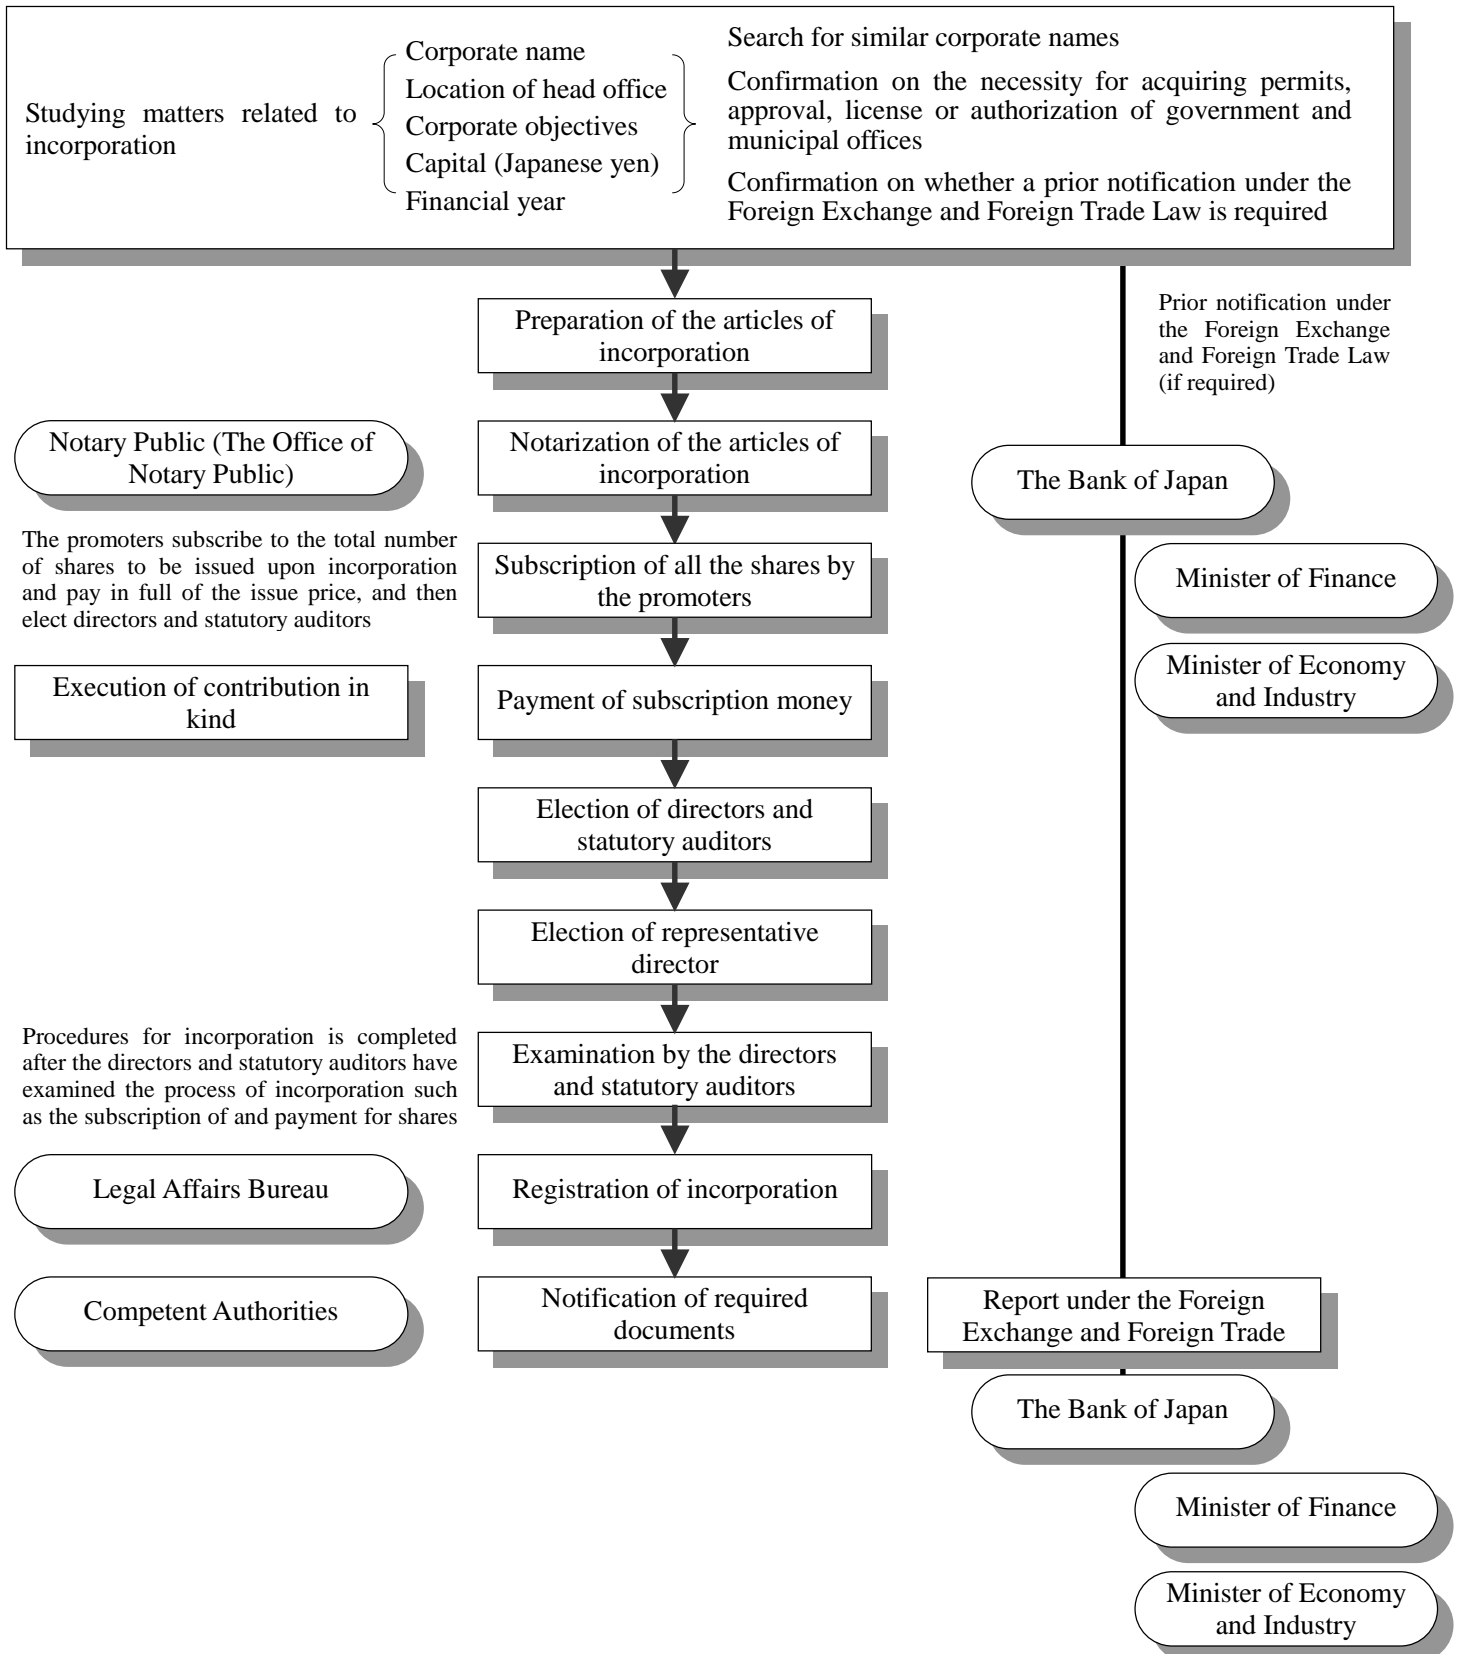 Studying matters related to
incorporation
Corporate name
Location of head office
Corporate objectives
Capital (Japanese yen)
Financial year
Search for similar corporate names
Confirmation on the necessity for acquiring permits,
approval, license or authorization of government and
municipal offices
Confirmation on whether a prior notification under the
Foreign Exchange and Foreign Trade Law is required
Preparation of the articles of
incorporation
Prior notification under
the Foreign Exchange
and Foreign Trade Law
(if required)
Notary Public (The Office of
Notary Public)
Notarization of the articles of
incorporation
The Bank of Japan
The promoters subscribe to the total number
of shares to be issued upon incorporation
and pay in full of the issue price, and then
elect directors and statutory auditors
Subscription of all the shares by
the promoters
Minister of Finance
Execution of contribution in
kind
Payment of subscription money
Minister of Economy
and Industry
Election of directors and
statutory auditors
Election of representative
director
Procedures for incorporation is completed
after the directors and statutory auditors have
examined the process of incorporation such
as the subscription of and payment for shares
Examination by the directors
and statutory auditors
Legal Affairs Bureau
Registration of incorporation
Competent Authorities
Notification of required
documents
Report under the Foreign
Exchange and Foreign Trade
The Bank of Japan
Minister of Finance
Minister of Economy
and Industry